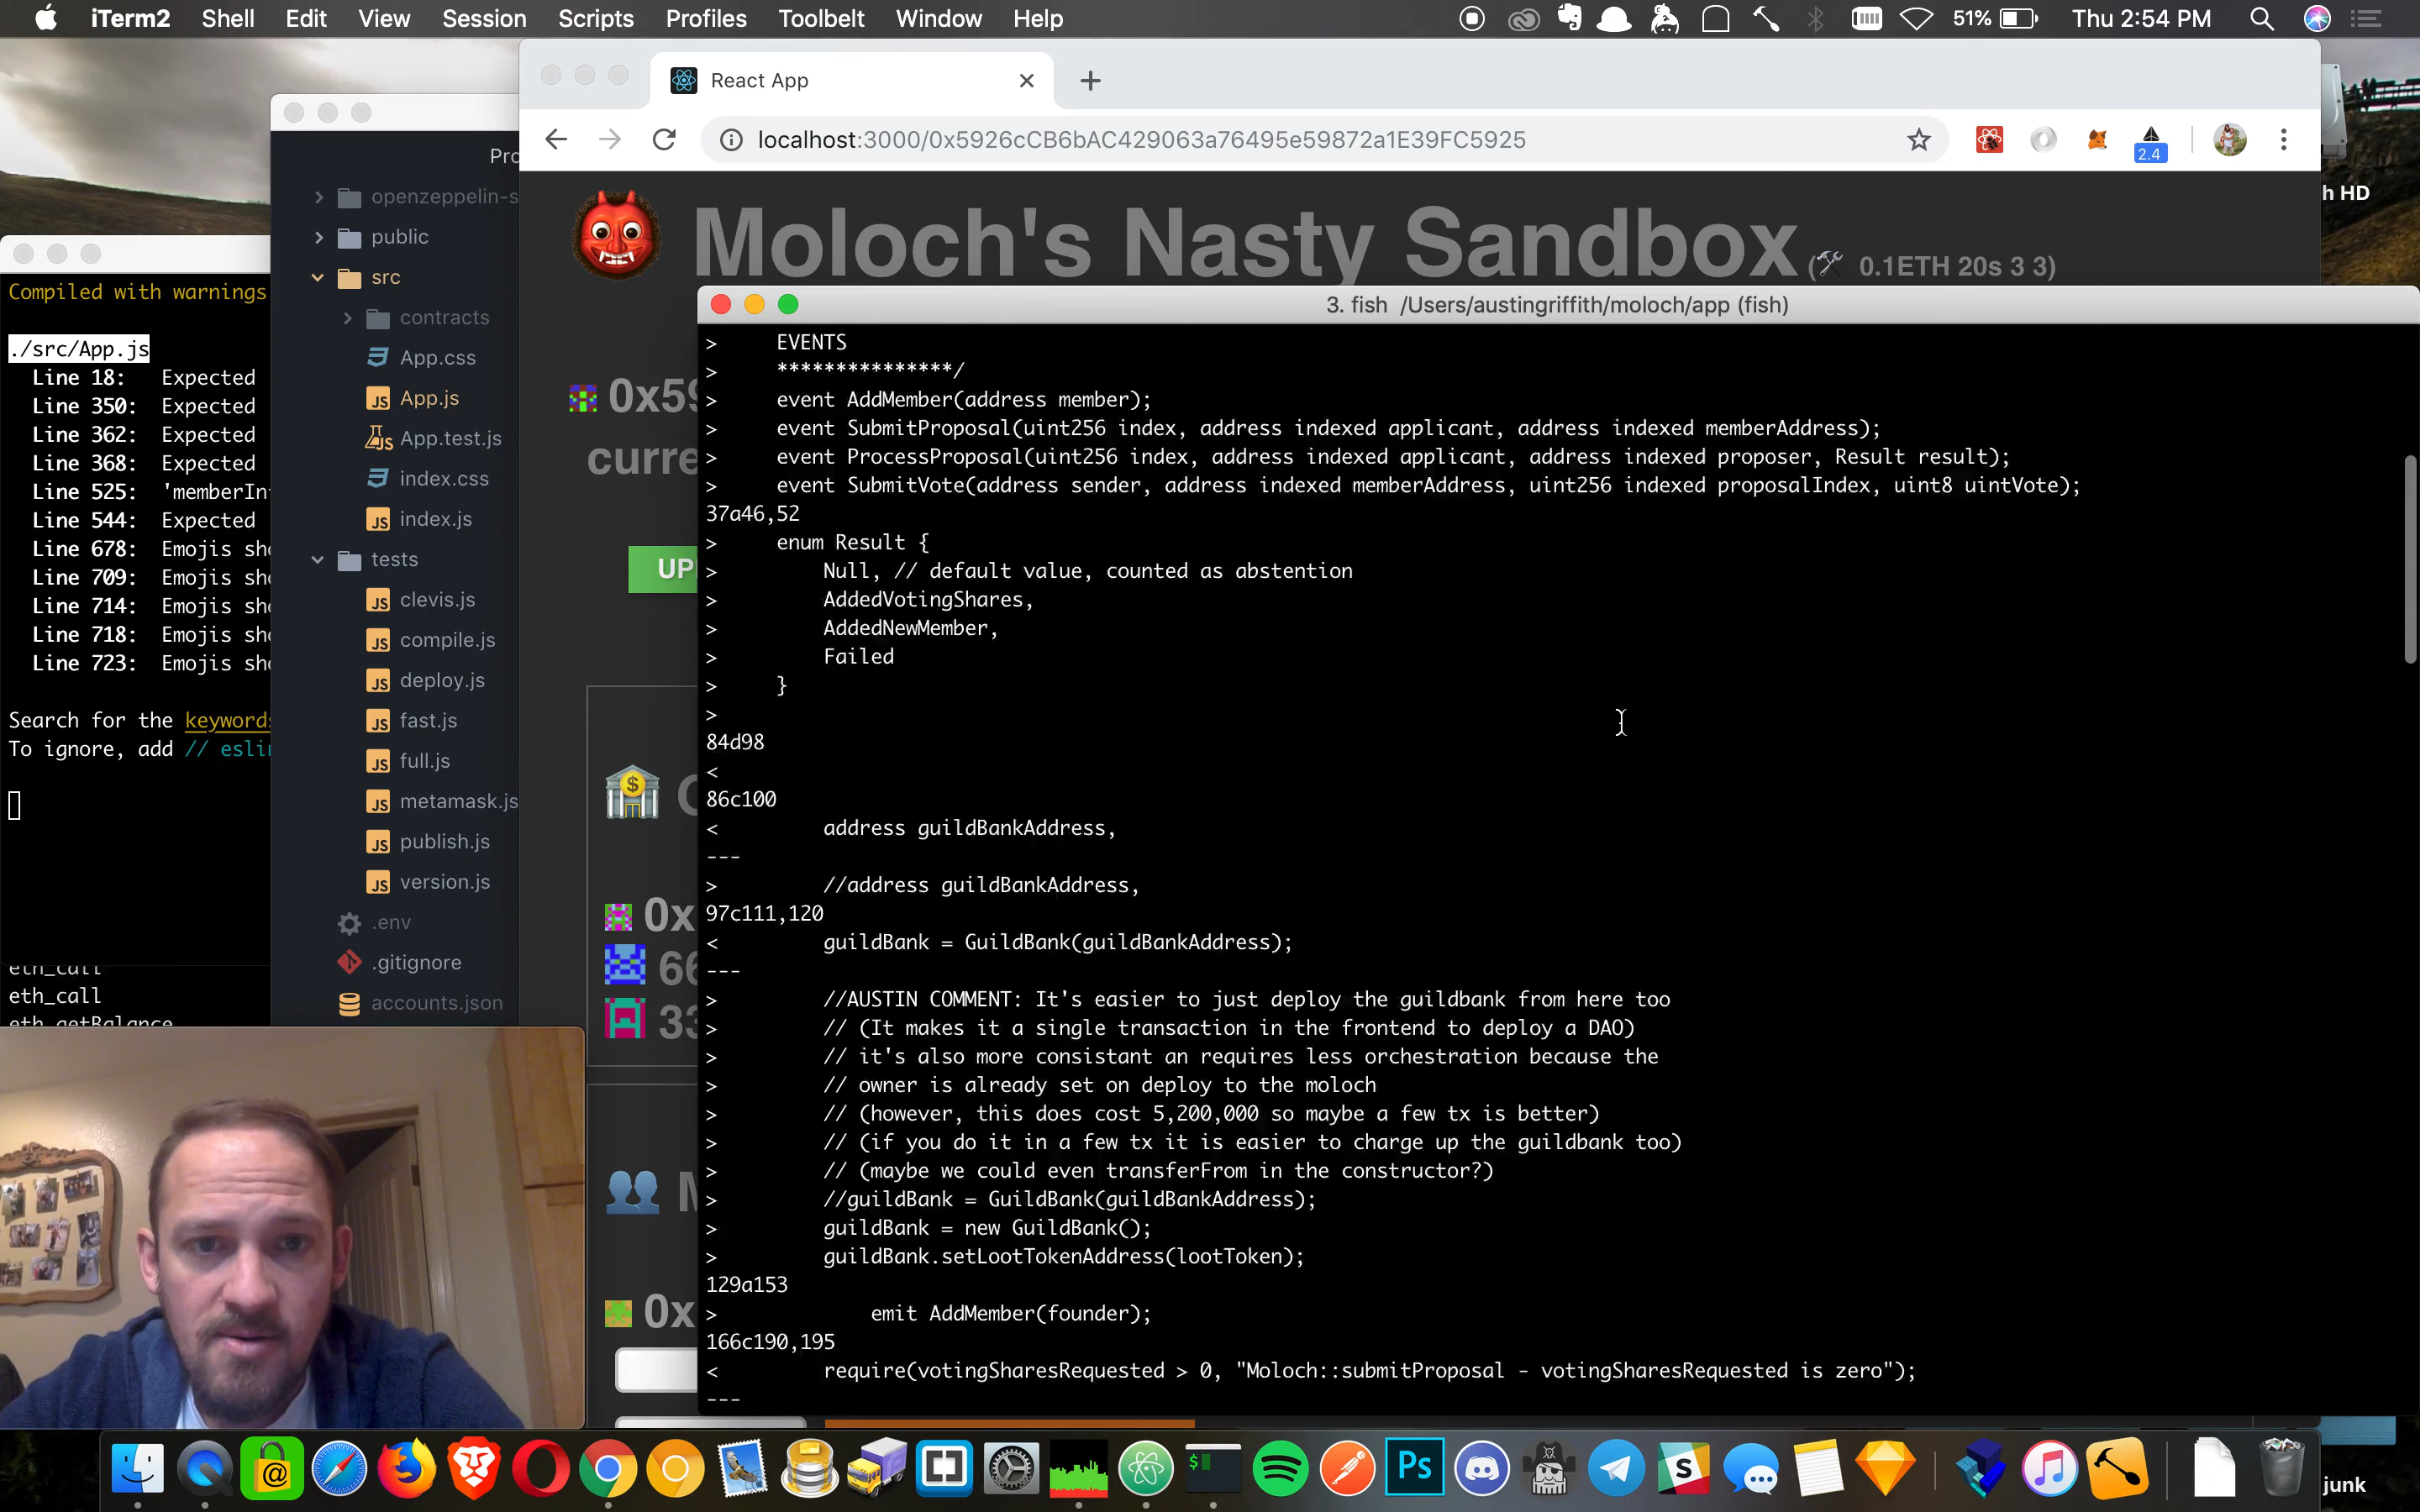 iTerm2 Shell Edit View Session Scripts Profiles Toolbelt Window Help 51% Thu 2:54 PM
React App
localhost:3000/0x5926cCB6bAC429063a76495e59872a1E39FC5925
2.4
h HD
Moloch's Nasty Sandbox ( 0.1ETH 20s 3 3)
openzeppelin-s
public
src
contracts
App.css
App.js
App.test.js
index.css
index.js
tests
clevis.js
compile.js
deploy.js
fast.js
full.js
metamask.js
publish.js
version.js
.env
.gitignore
accounts.json
Compiled with warnings
./src/App.js
Line 18: Expected
Line 350: Expected
Line 362: Expected
Line 368: Expected
Line 525: 'memberIn
Line 544: Expected
Line 678: Emojis sh
Line 709: Emojis sh
Line 714: Emojis sh
Line 718: Emojis sh
Line 723: Emojis sh
Search for the keywords
To ignore, add // eslin
eth_call
eth_call
eth_getBalance
0x59
curre
UP
0x
66
33
0x
3. fish /Users/austingriffith/moloch/app (fish)
> EVENTS
> ***************/
> event AddMember(address member);
> event SubmitProposal(uint256 index, address indexed applicant, address indexed memberAddress);
> event ProcessProposal(uint256 index, address indexed applicant, address indexed proposer, Result result);
> event SubmitVote(address sender, address indexed memberAddress, uint256 indexed proposalIndex, uint8 uintVote);
37a46,52
> enum Result {
> Null, // default value, counted as abstention
> AddedVotingShares,
> AddedNewMember,
> Failed
> }
>
84d98
<
86c100
< address guildBankAddress,
---
> //address guildBankAddress,
97c111,120
< guildBank = GuildBank(guildBankAddress);
---
> //AUSTIN COMMENT: It's easier to just deploy the guildbank from here too
> // (It makes it a single transaction in the frontend to deploy a DAO)
> // it's also more consistant an requires less orchestration because the
> // owner is already set on deploy to the moloch
> // (however, this does cost 5,200,000 so maybe a few tx is better)
> // (if you do it in a few tx it is easier to charge up the guildbank too)
> // (maybe we could even transferFrom in the constructor?)
> //guildBank = GuildBank(guildBankAddress);
> guildBank = new GuildBank();
> guildBank.setLootTokenAddress(lootToken);
129a153
> emit AddMember(founder);
166c190,195
< require(votingSharesRequested > 0, "Moloch::submitProposal - votingSharesRequested is zero");
---
Ps
junk